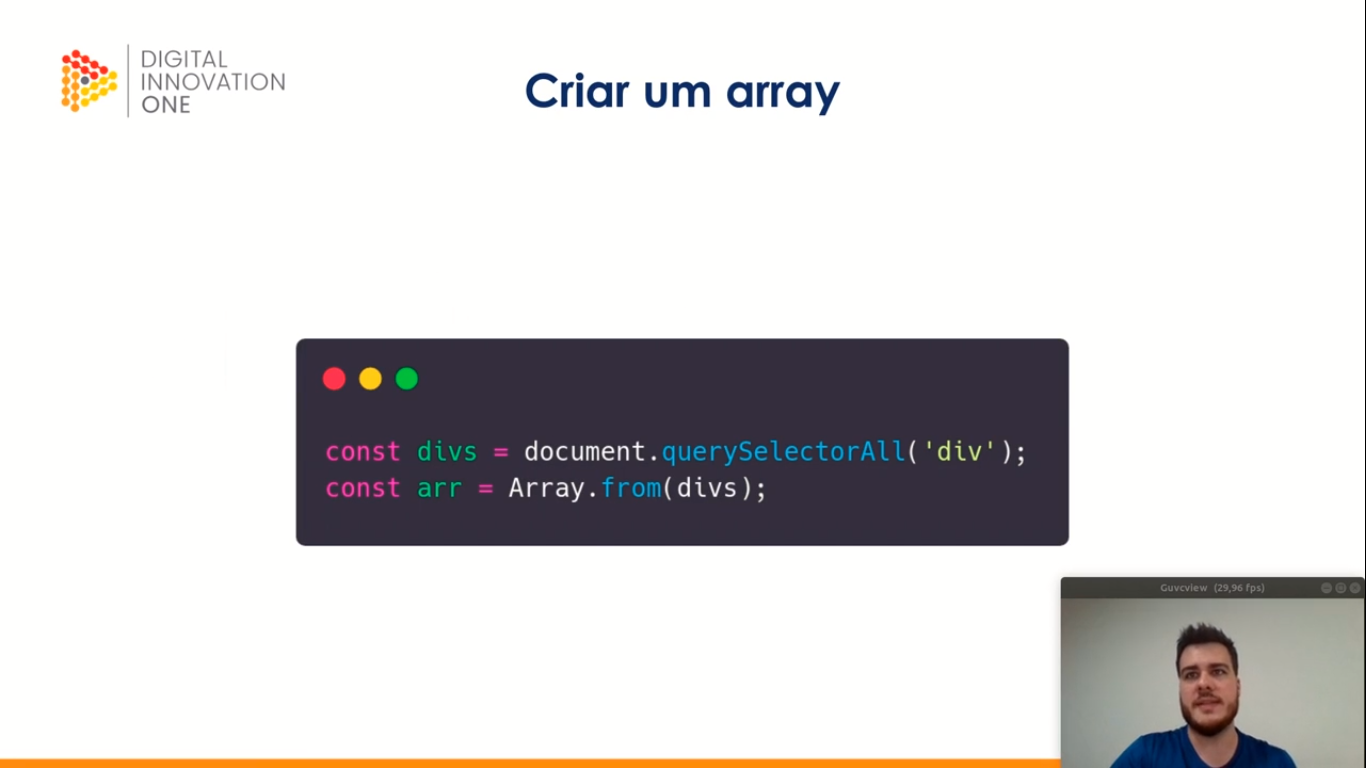 DIGITAL
INNOVATION
ONE
Criar um array
const divs = document.querySelectorAll('div');
const arr = Array.from(divs);
Guvcview (29,96 fps)